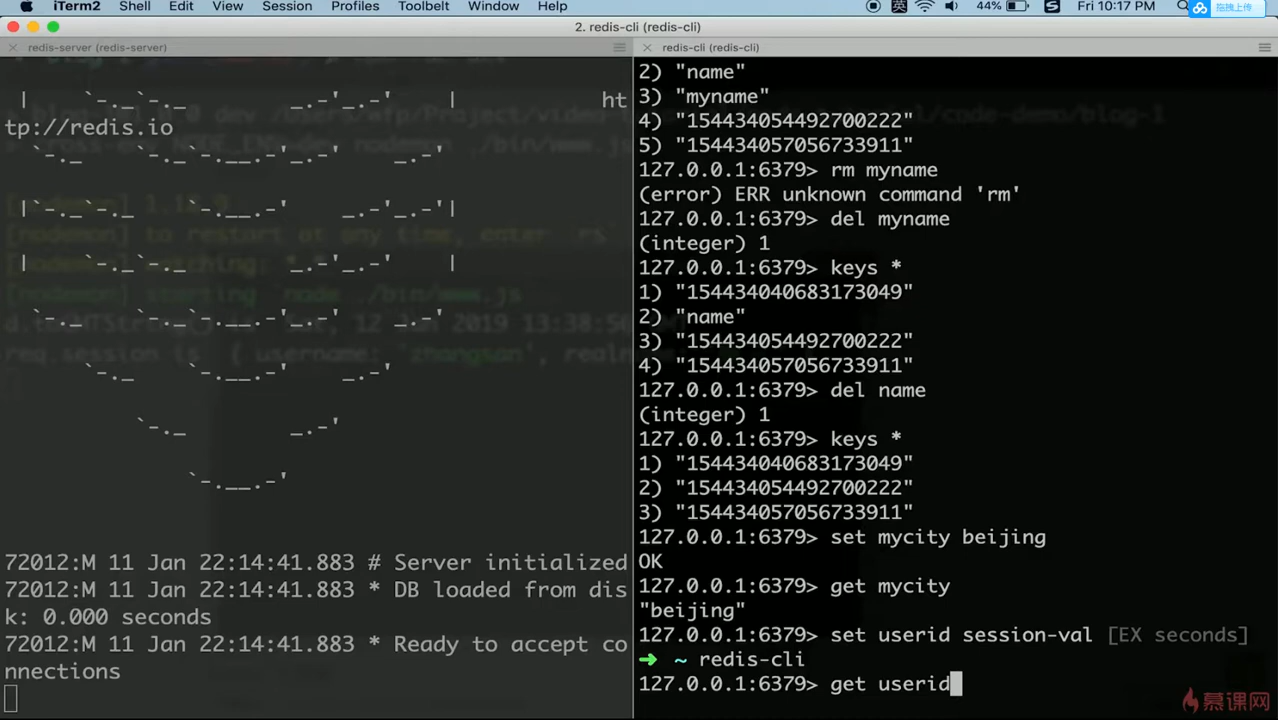 iTerm2 Shell Edit View Session Scripts Profiles Toolbelt Window Help 英 44% Fri 10:17 PM 拖拽上传
2. redis-cli (redis-cli)
redis-server (redis-server)
redis-cli (redis-cli)
ht
tp://redis.io
72012:M 11 Jan 22:14:41.883 # Server initialized
72012:M 11 Jan 22:14:41.883 * DB loaded from dis
k: 0.000 seconds
72012:M 11 Jan 22:14:41.883 * Ready to accept co
nnections
2) "name"
3) "myname"
4) "154434054492700222"
5) "154434057056733911"
127.0.0.1:6379> rm myname
(error) ERR unknown command 'rm'
127.0.0.1:6379> del myname
(integer) 1
127.0.0.1:6379> keys *
1) "154434040683173049"
2) "name"
3) "154434054492700222"
4) "154434057056733911"
127.0.0.1:6379> del name
(integer) 1
127.0.0.1:6379> keys *
1) "154434040683173049"
2) "154434054492700222"
3) "154434057056733911"
127.0.0.1:6379> set mycity beijing
OK
127.0.0.1:6379> get mycity
"beijing"
127.0.0.1:6379> set userid session-val [EX seconds]
➜ ~ redis-cli
127.0.0.1:6379> get userid
慕课网